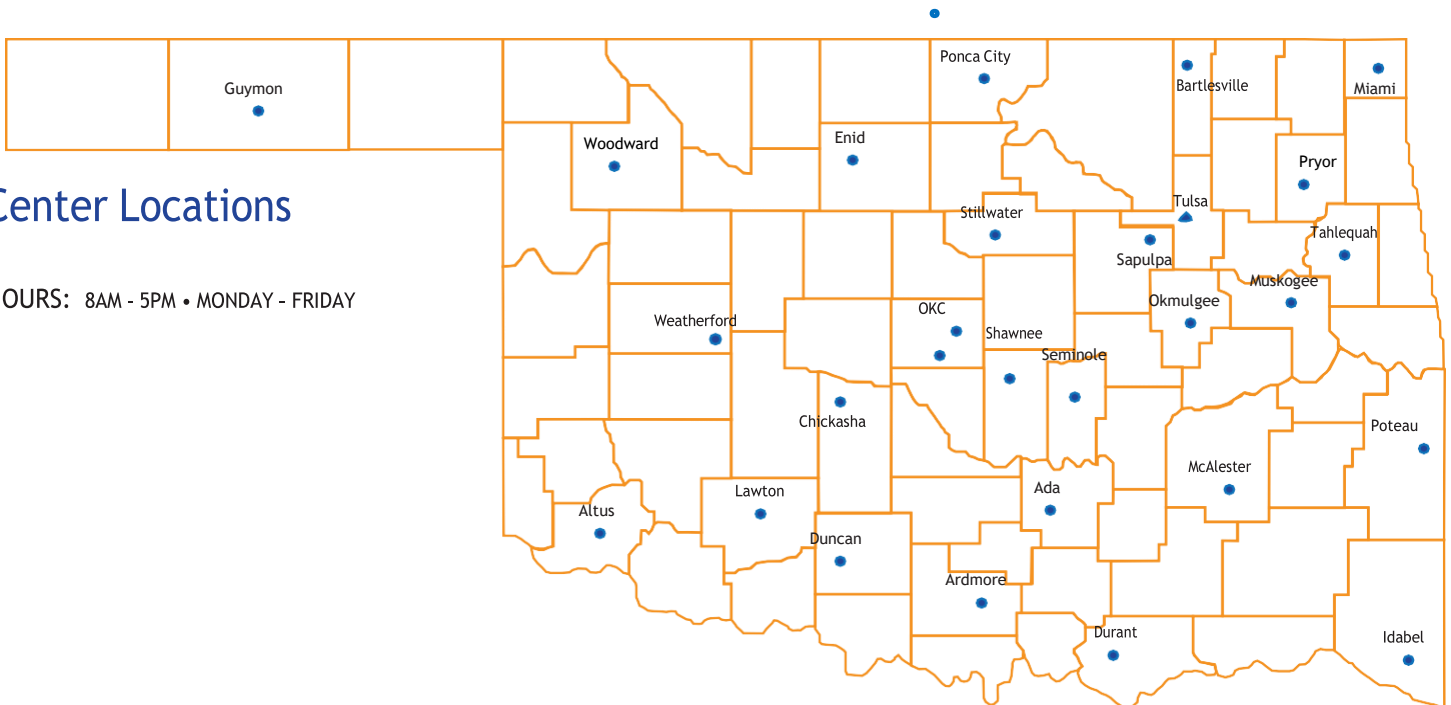 Ponca City
Bartlesville
Miami
Guymon
Enid
Woodward
Pryor
Center Locations
Tulsa
Stillwater
Tahlequah
Sapulpa
Muskogee
OURS: 8AM - 5PM • MONDAY - FRIDAY
Okmulgee
OKC
Weatherford
Shawnee
Seminole
Chickasha
Poteau
McAlester
Lawton
Ada
Altus
Duncan
Ardmore
Durant
Idabel